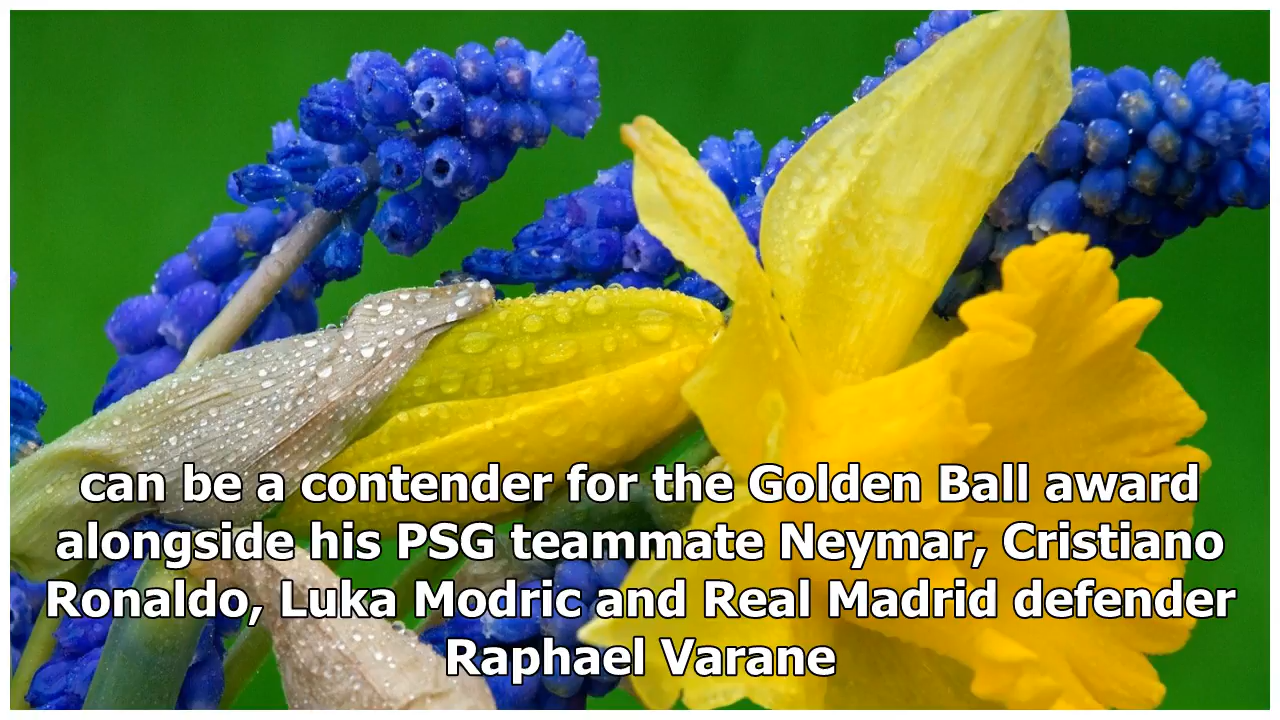 can be a contender for the Golden Ball award
alongside his PSG teammate Neymar, Cristiano
Ronaldo, Luka Modric and Real Madrid defender
Raphael Varane